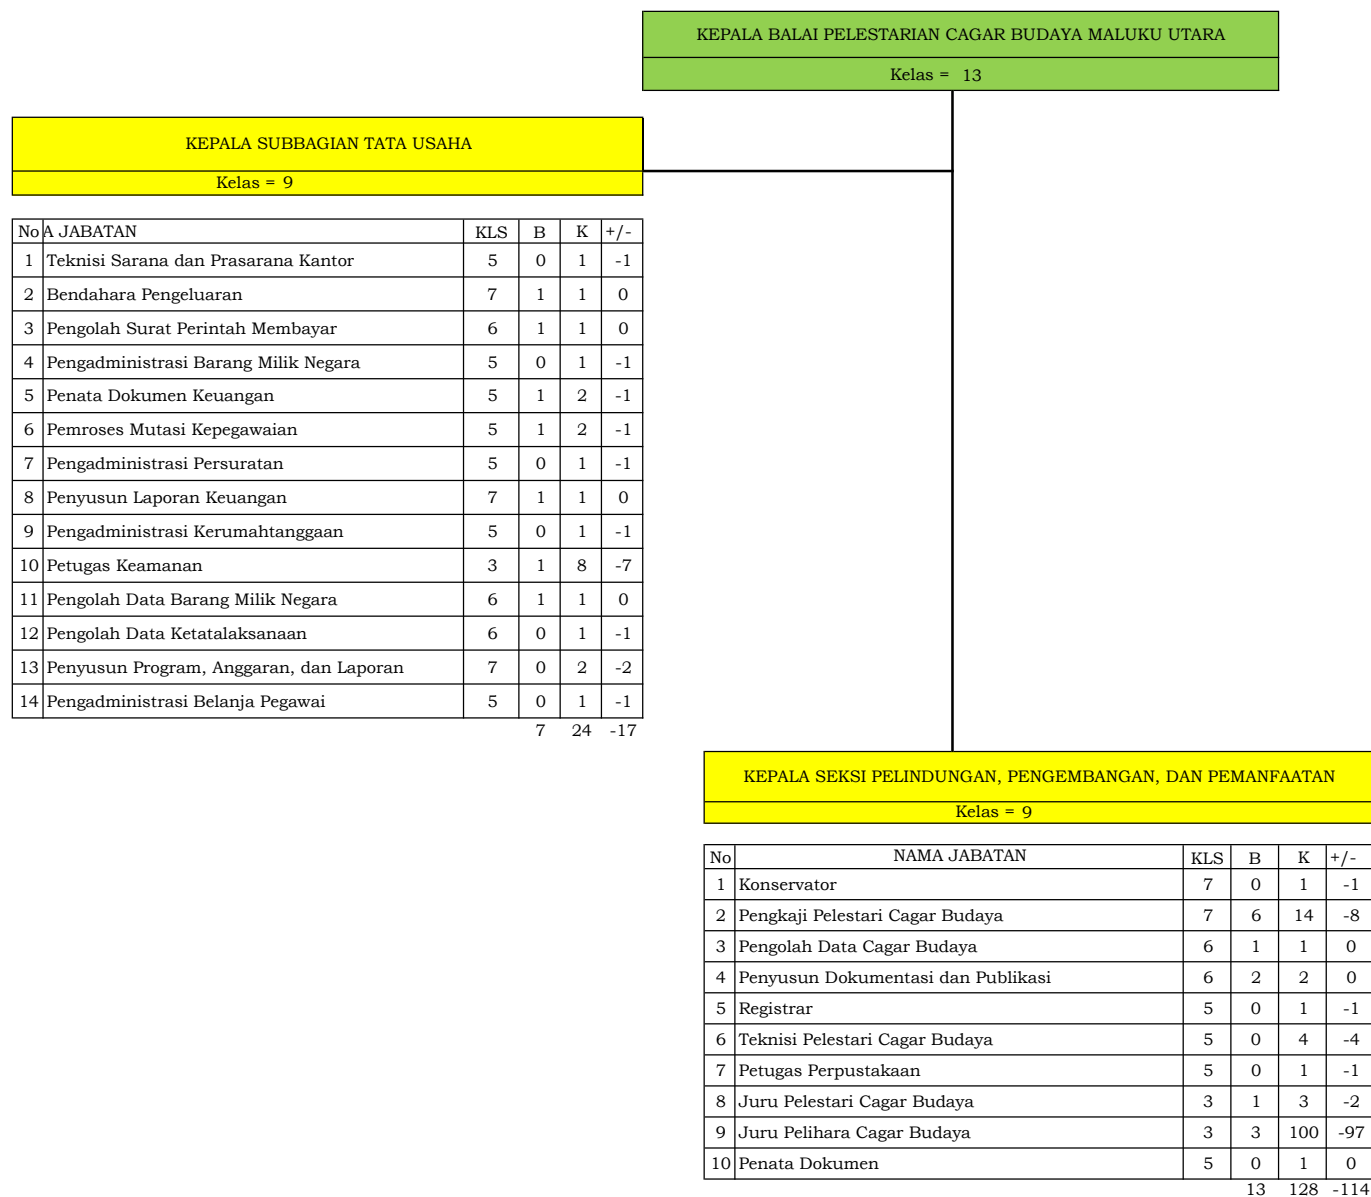 KEPALA BALAI PELESTARIAN CAGAR BUDAYA MALUKU UTARA
Kelas = 13
KEPALA SUBBAGIAN TATA USAHA
Kelas = 9
No A JABATAN KLS B K +/-
1 Teknisi Sarana dan Prasarana Kantor 5 0 1 -1
2 Bendahara Pengeluaran 7 1 1 0
3 Pengolah Surat Perintah Membayar 6 1 1 0
4 Pengadministrasi Barang Milik Negara 5 0 1 -1
5 Penata Dokumen Keuangan 5 1 2 -1
6 Pemroses Mutasi Kepegawaian 5 1 2 -1
7 Pengadministrasi Persuratan 5 0 1 -1
8 Penyusun Laporan Keuangan 7 1 1 0
9 Pengadministrasi Kerumahtanggaan 5 0 1 -1
10 Petugas Keamanan 3 1 8 -7
11 Pengolah Data Barang Milik Negara 6 1 1 0
12 Pengolah Data Ketatalaksanaan 6 0 1 -1
13 Penyusun Program, Anggaran, dan Laporan 7 0 2 -2
14 Pengadministrasi Belanja Pegawai 5 0 1 -1
7 24 -17
KEPALA SEKSI PELINDUNGAN, PENGEMBANGAN, DAN PEMANFAATAN
Kelas = 9
No NAMA JABATAN KLS B K +/-
1 Konservator 7 0 1 -1
2 Pengkaji Pelestari Cagar Budaya 7 6 14 -8
3 Pengolah Data Cagar Budaya 6 1 1 0
4 Penyusun Dokumentasi dan Publikasi 6 2 2 0
5 Registrar 5 0 1 -1
6 Teknisi Pelestari Cagar Budaya 5 0 4 -4
7 Petugas Perpustakaan 5 0 1 -1
8 Juru Pelestari Cagar Budaya 3 1 3 -2
9 Juru Pelihara Cagar Budaya 3 3 100 -97
10 Penata Dokumen 5 0 1 0
13 128 -114